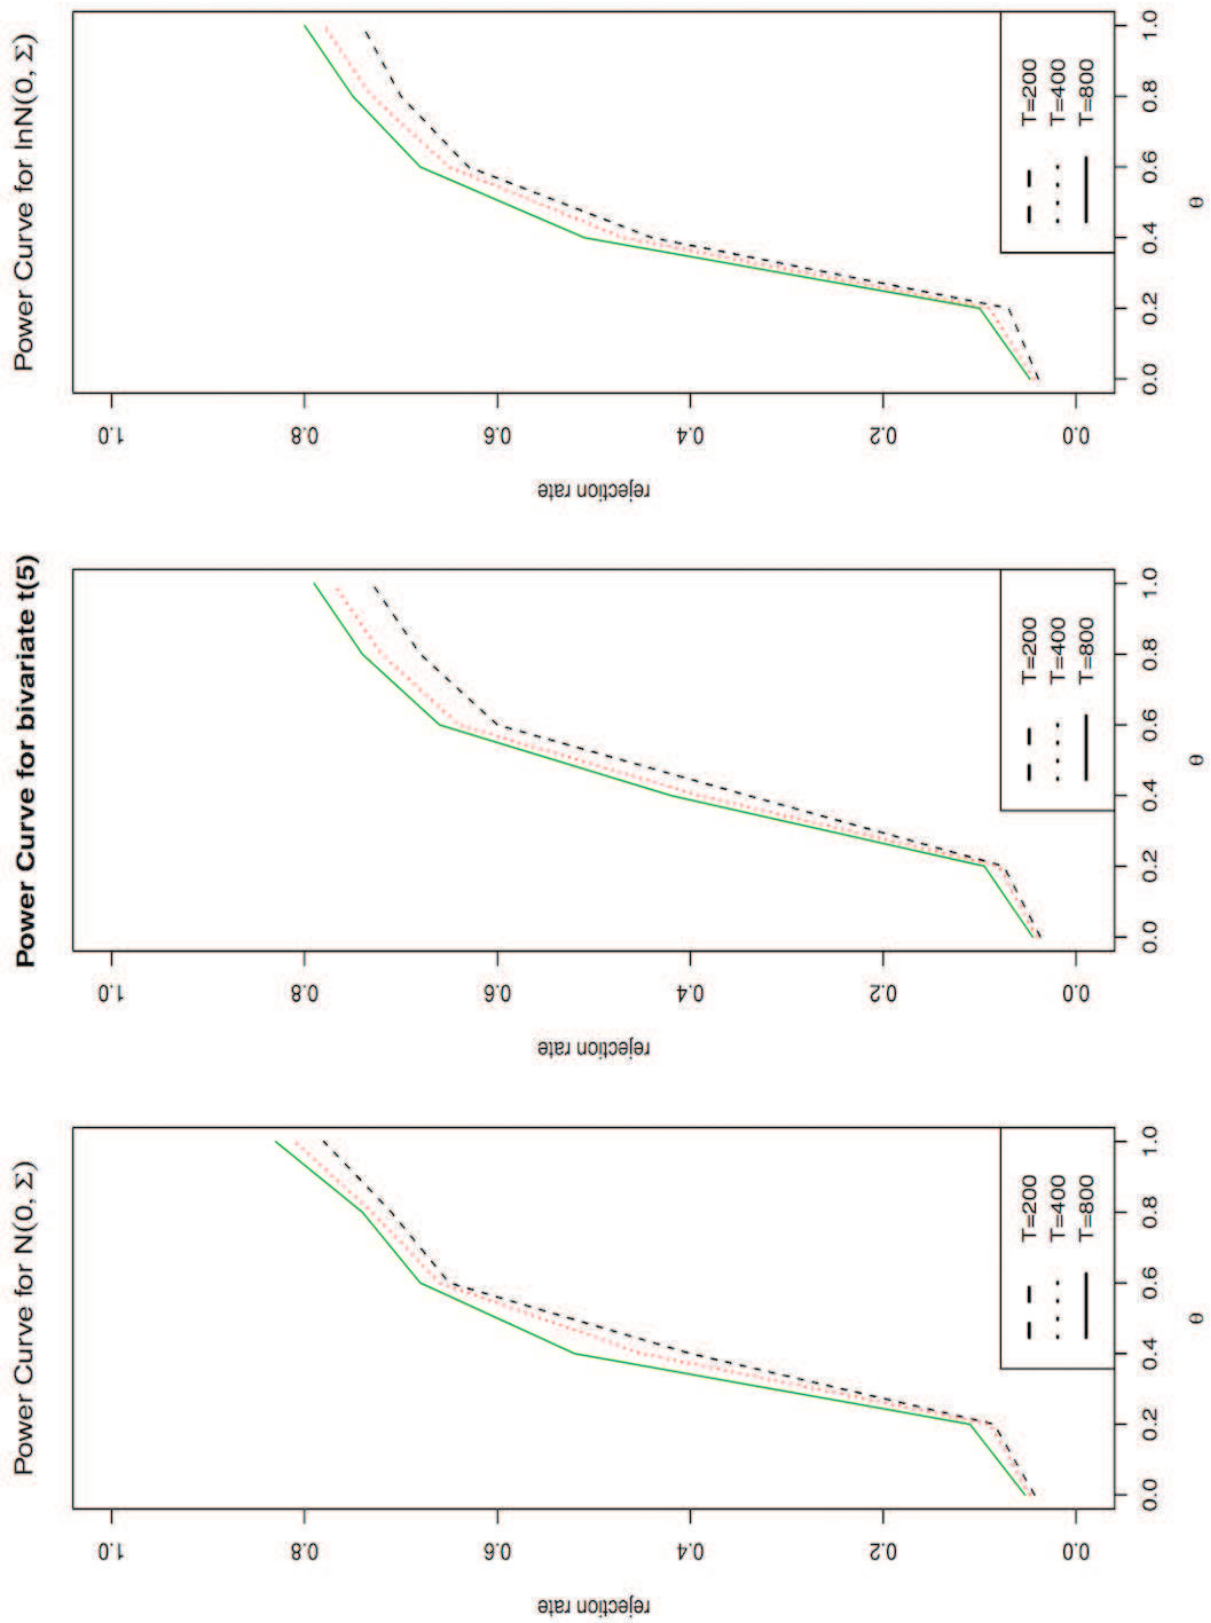 Power Curve for N(0, Σ)
rejection rate
0.0
0.2
0.4
0.6
0.8
1.0
0.0
0.2
0.4
0.6
0.8
1.0
θ
T=200
T=400
T=800
Power Curve for bivariate t(5)
rejection rate
0.0
0.2
0.4
0.6
0.8
1.0
0.0
0.2
0.4
0.6
0.8
1.0
θ
T=200
T=400
T=800
Power Curve for lnN(0, Σ)
rejection rate
0.0
0.2
0.4
0.6
0.8
1.0
0.0
0.2
0.4
0.6
0.8
1.0
θ
T=200
T=400
T=800